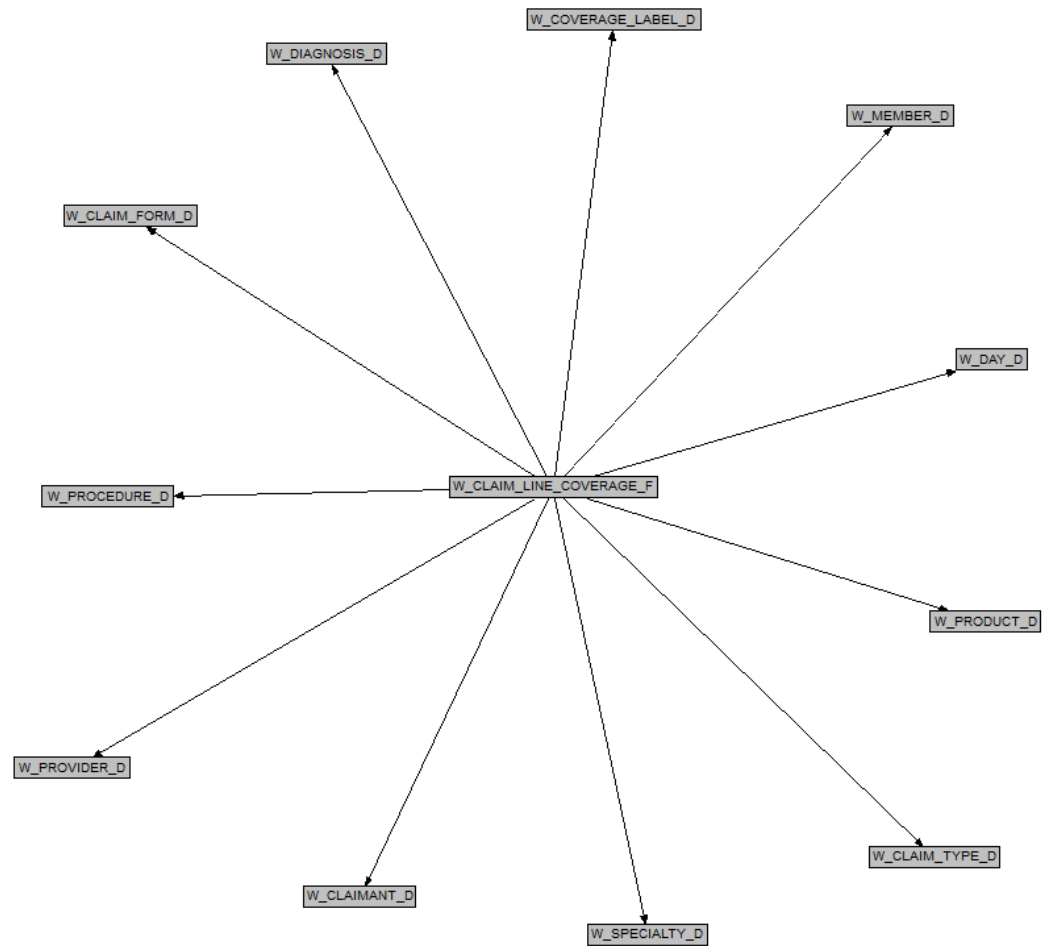 W_COVERAGE_LABEL_D
W_DIAGNOSIS_D
W_MEMBER_D
W_CLAIM_FORM_D
W_DAY_D
W_CLAIM_LINE_COVERAGE_F
W_PROCEDURE_D
W_PRODUCT_D
W_PROVIDER_D
W_CLAIM_TYPE_D
W_CLAIMANT_D
W_SPECIALTY_D